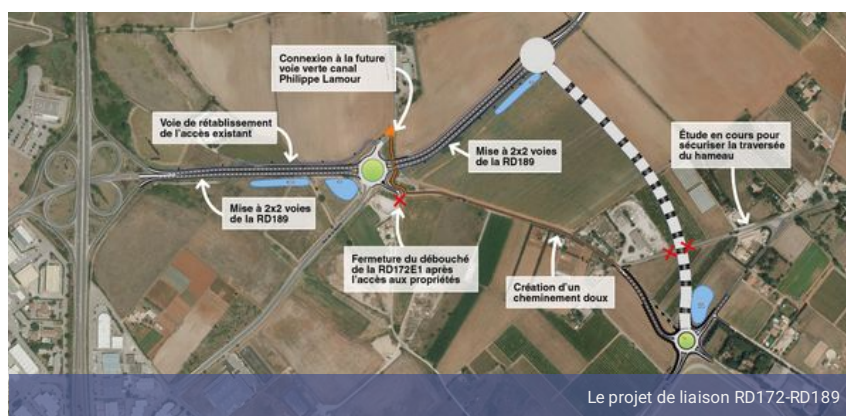 Connexion à la future
voie verte canal
Philippe Lamour
Voie de rétablissement
de l'accès existant
Étude en cours pour
sécuriser la traversée
du hameau
Mise à 2x2 voies
de la RD189
Mise à 2x2 voies
de la RD189
Fermeture du débouché
de la RD172E1 après
l'accès aux propriétés
Création d'un
cheminement doux
Le projet de liaison RD172-RD189